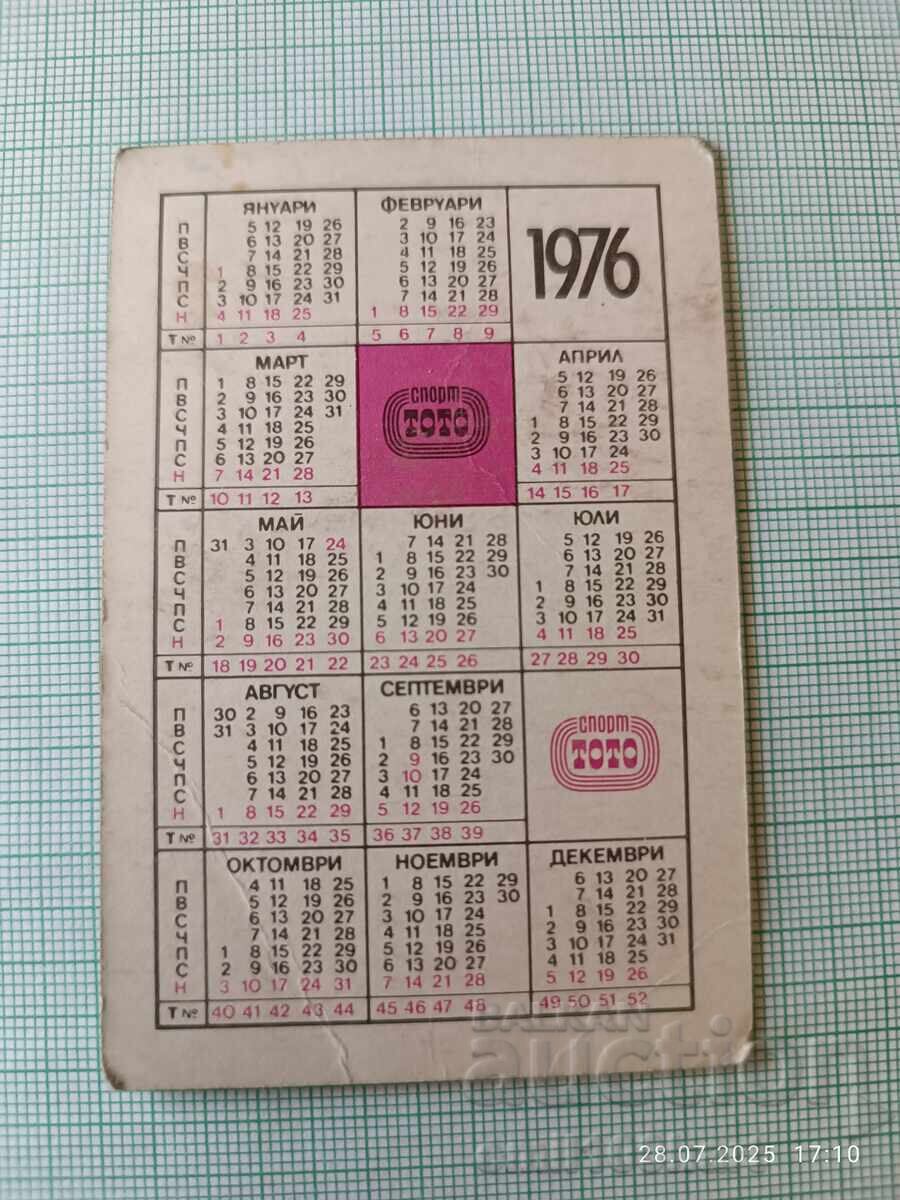 ЯНУАРИ ФЕВРУАРИ 1976
П 5 12 19 26 2 9 16 23
В 6 13 20 27 3 10 17 24
С 7 14 21 28 4 11 18 25
Ч 1 8 15 22 29 5 12 19 26
П 2 9 16 23 30 6 13 20 27
С 3 10 17 24 31 7 14 21 28
Н 4 11 18 25 1 8 15 22 29
Т № 1 2 3 4 5 6 7 8 9
МАРТ спорт ТОТО АПРИЛ
П 1 8 15 22 29 5 12 19 26
В 2 9 16 23 30 6 13 20 27
С 3 10 17 24 31 7 14 21 28
Ч 4 11 18 25 1 8 15 22 29
П 5 12 19 26 2 9 16 23 30
С 6 13 20 27 3 10 17 24
Н 7 14 21 28 4 11 18 25
Т № 10 11 12 13 14 15 16 17
МАЙ ЮНИ ЮЛИ
П 31 3 10 17 24 7 14 21 28 5 12 19 26
В 4 11 18 25 1 8 15 22 29 6 13 20 27
С 5 12 19 26 2 9 16 23 30 7 14 21 28
Ч 6 13 20 27 3 10 17 24 1 8 15 22 29
П 7 14 21 28 4 11 18 25 2 9 16 23 30
С 1 8 15 22 29 5 12 19 26 3 10 17 24 31
Н 2 9 16 23 30 6 13 20 27 4 11 18 25
Т № 18 19 20 21 22 23 24 25 26 27 28 29 30
АВГУСТ СЕПТЕМВРИ спорт ТОТО
П 30 2 9 16 23 6 13 20 27
В 31 3 10 17 24 7 14 21 28
С 4 11 18 25 1 8 15 22 29
Ч 5 12 19 26 2 9 16 23 30
П 6 13 20 27 3 10 17 24
С 7 14 21 28 4 11 18 25
Н 1 8 15 22 29 5 12 19 26
Т № 31 32 33 34 35 36 37 38 39
ОКТОМВРИ НОЕМВРИ ДЕКЕМВРИ
П 4 11 18 25 1 8 15 22 29 6 13 20 27
В 5 12 19 26 2 9 16 23 30 7 14 21 28
С 6 13 20 27 3 10 17 24 1 8 15 22 29
Ч 7 14 21 28 4 11 18 25 2 9 16 23 30
П 1 8 15 22 29 5 12 19 26 3 10 17 24 31
С 2 9 16 23 30 6 13 20 27 4 11 18 25
Н 3 10 17 24 31 7 14 21 28 5 12 19 26
Т № 40 41 42 43 44 45 46 47 48 49 50 51 52
BALKAN
auction
28.07.2025 17:10